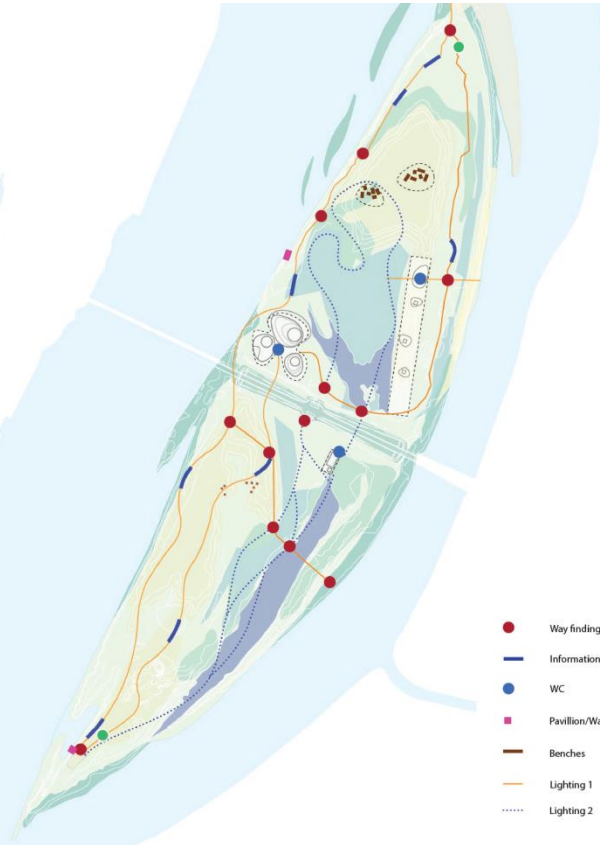 Way finding
Information
WC
Pavillion/Wa
Benches
Lighting 1
Lighting 2